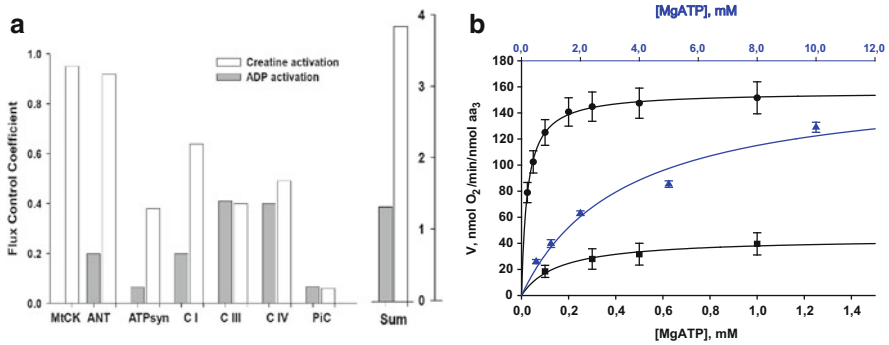 a
Flux Control Coefficient
1.0
0.8
0.6
0.4
0.2
0.0
Creatine activation
ADP activation
MtCK ANT ATPsyn C I C III C IV PiC
4
3
2
1
0
Sum
b
[MgATP], mM
0,0 2,0 4,0 6,0 8,0 10,0 12,0
V, nmol O2/min/nmol aa3
180
160
140
120
100
80
60
40
20
0
0,0 0,2 0,4 0,6 0,8 1,0 1,2 1,4
[MgATP], mM